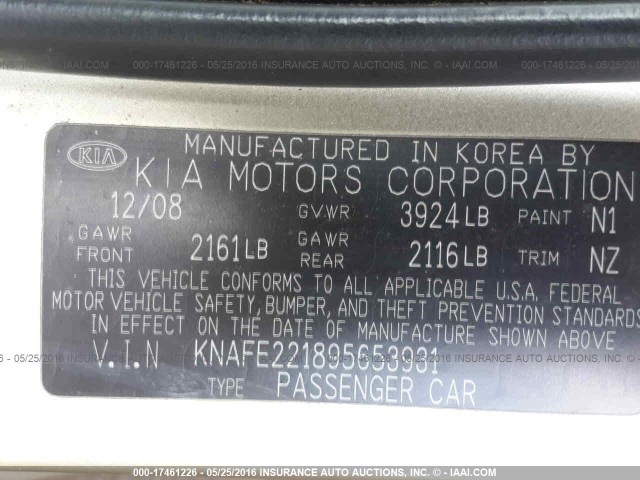 000-17461226 - 05/25/2016 INSURANCE AUTO AUCTIONS, INC. - © IAAI.COM
KIA
MANUFACTURED IN KOREA BY
KIA MOTORS CORPORATION
12/08 GVWR 3924LB PAINT N1
GAWR FRONT 2161LB GAWR REAR 2116LB TRIM NZ
THIS VEHICLE CONFORMS TO ALL APPLICABLE U.S.A. FEDERAL
MOTOR VEHICLE SAFETY, BUMPER, AND THEFT PREVENTION STANDARDS
IN EFFECT ON THE DATE OF MANUFACTURE SHOWN ABOVE
V.I.N KNAFE221895653931
TYPE PASSENGER CAR
000-17461226 - 05/25/2016 INSURANCE AUTO AUCTIONS, INC. - © IAAI.COM